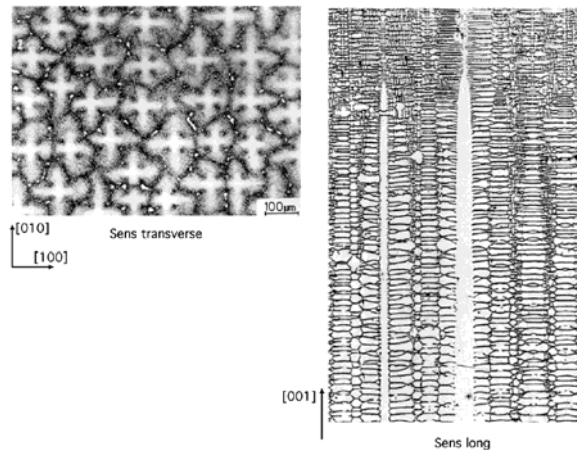 100µm
[010]
[100]
Sens transverse
[001]
Sens long